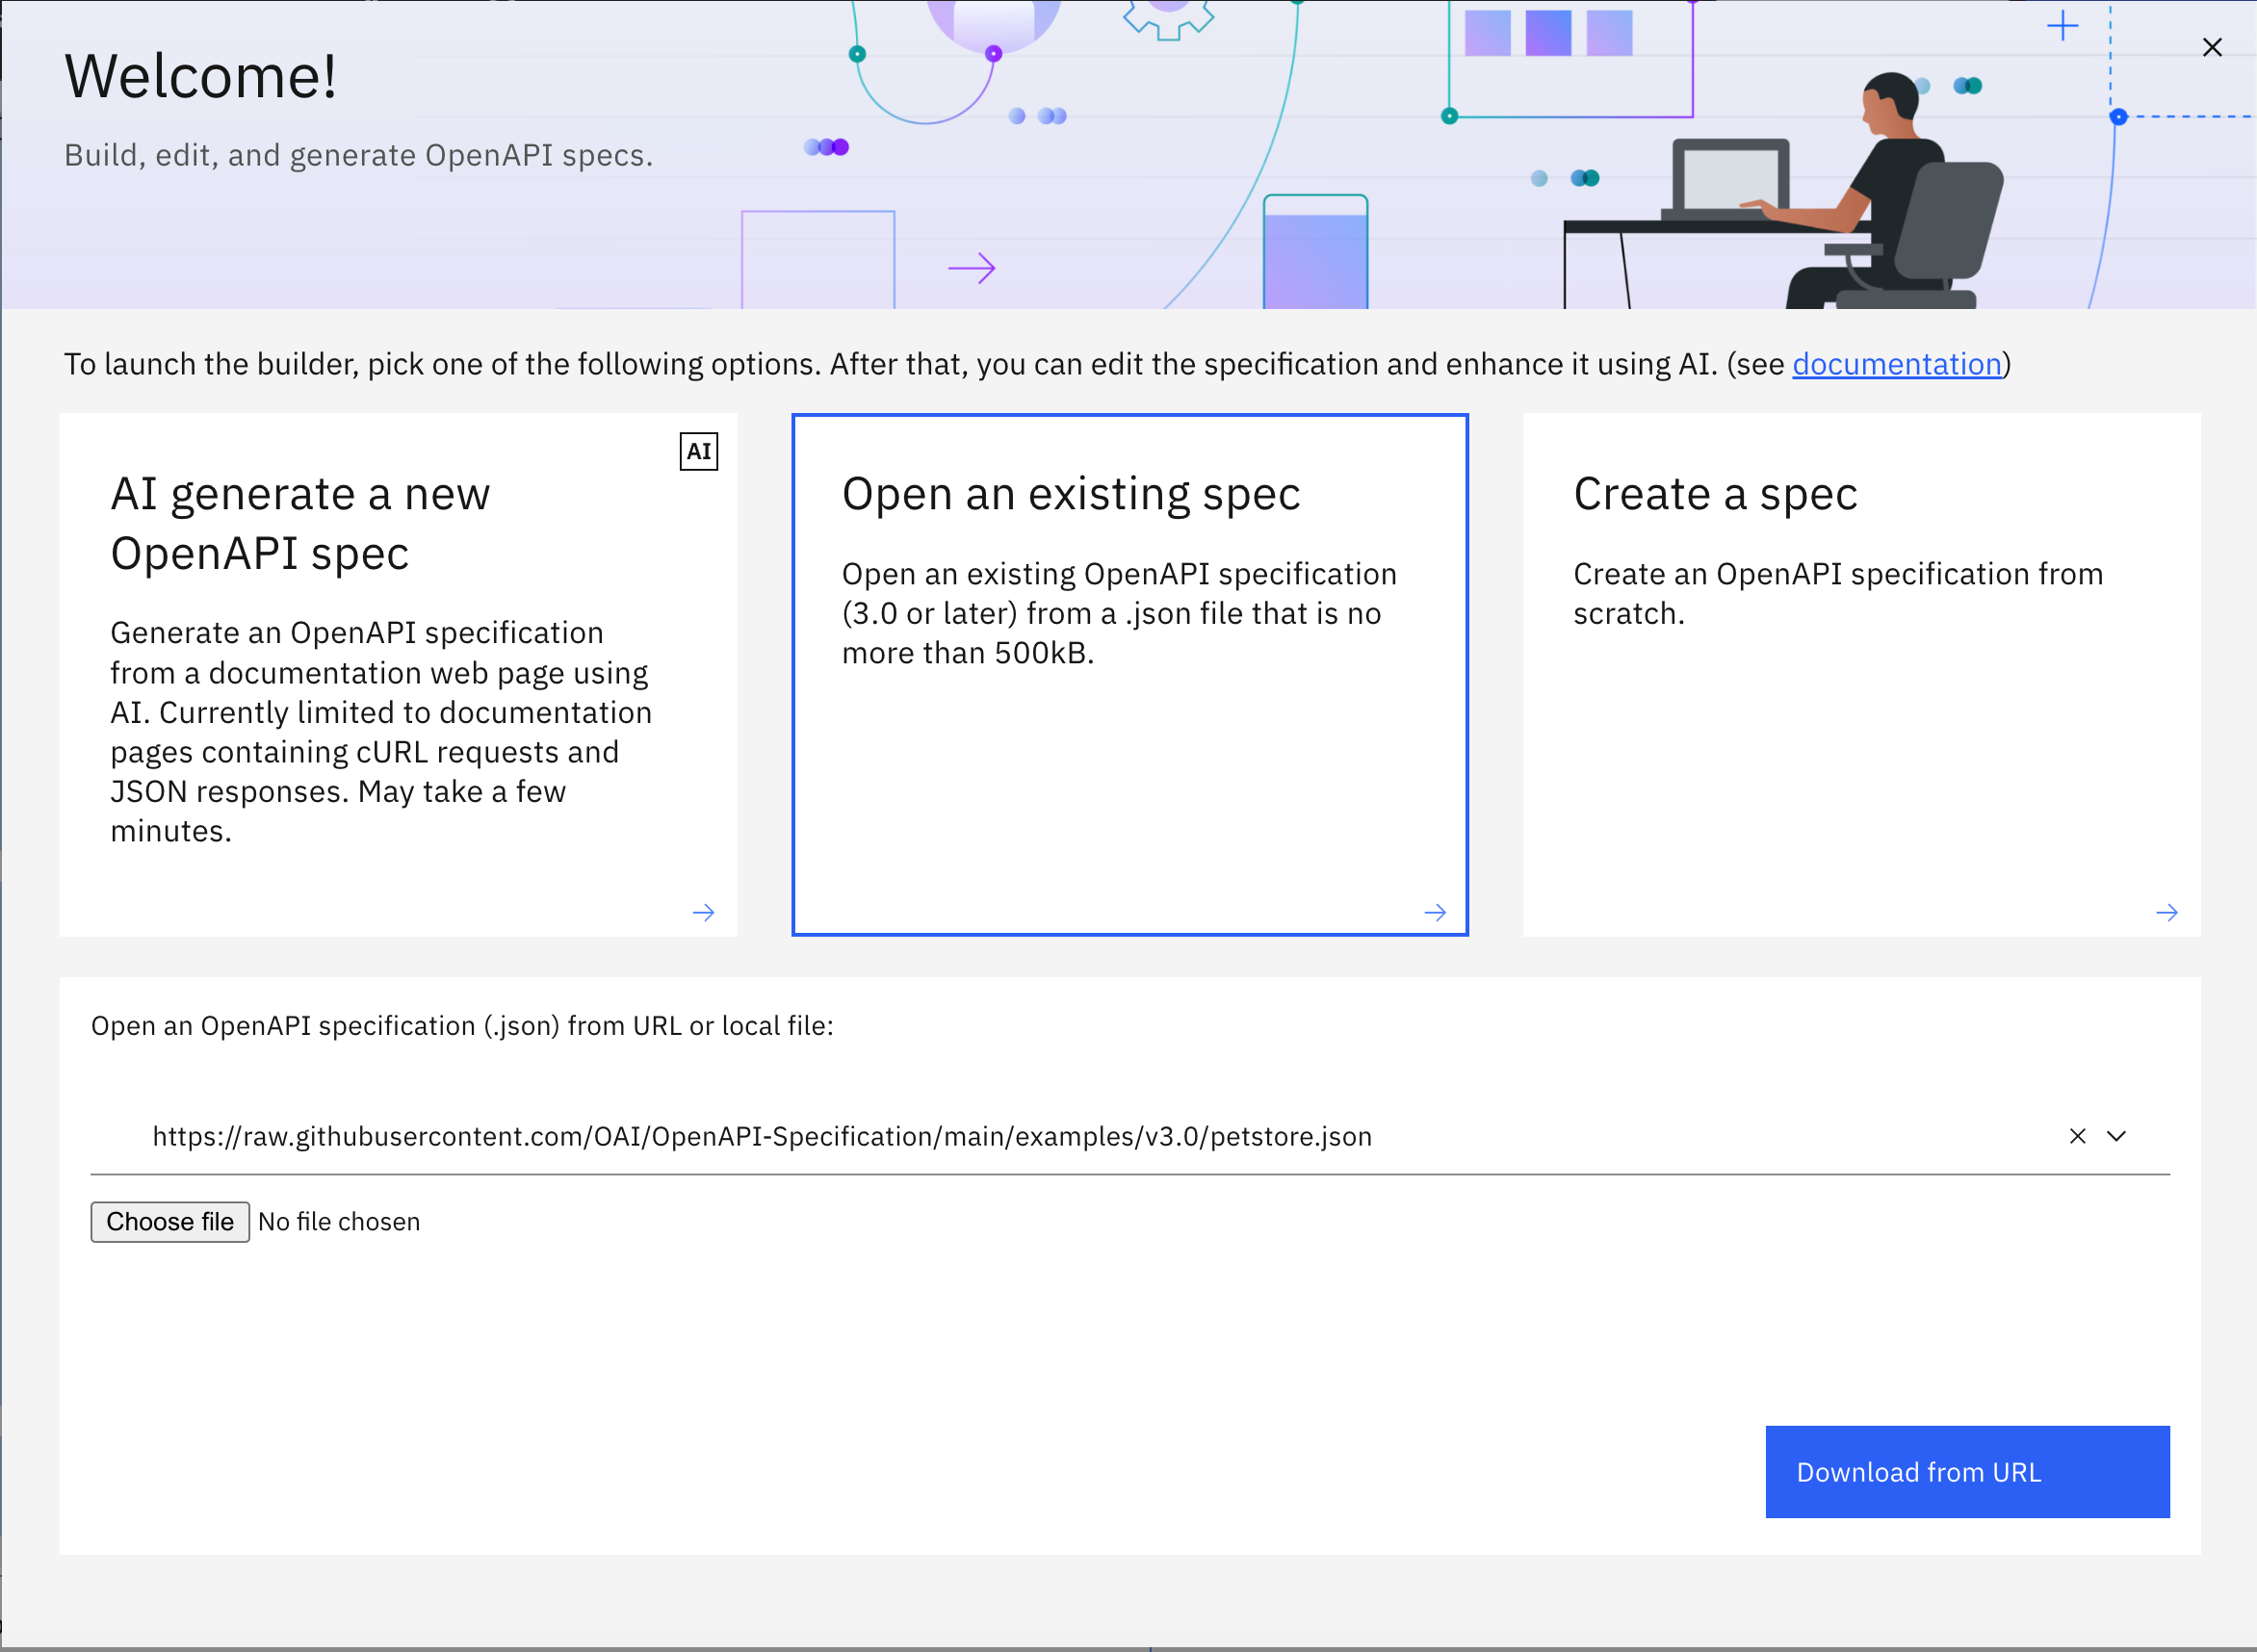 Welcome!
Build, edit, and generate OpenAPI specs.
To launch the builder, pick one of the following options. After that, you can edit the specification and enhance it using AI. (see documentation)
AI
AI generate a new
OpenAPI spec
Generate an OpenAPI specification
from a documentation web page using
AI. Currently limited to documentation
pages containing cURL requests and
JSON responses. May take a few
minutes.
Open an existing spec
Open an existing OpenAPI specification
(3.0 or later) from a .json file that is no
more than 500kB.
Create a spec
Create an OpenAPI specification from
scratch.
Open an OpenAPI specification (.json) from URL or local file:
https://raw.githubusercontent.com/OAI/OpenAPI-Specification/main/examples/v3.0/petstore.json
Choose file No file chosen
Download from URL